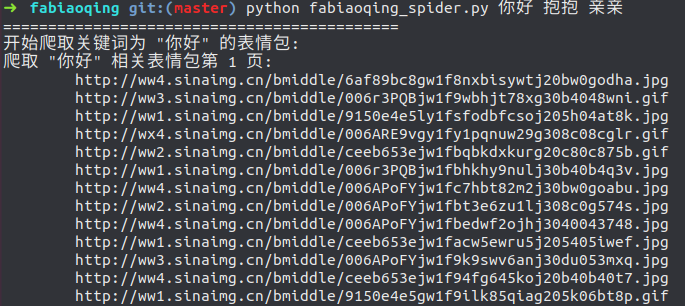 ➜ fabiaoqing git:(master) python fabiaoqing_spider.py 你好 抱抱 亲亲
============================================
开始爬取关键词为 "你好" 的表情包:
爬取 "你好" 相关表情包第 1 页:
http://ww4.sinaimg.cn/bmiddle/6af89bc8gw1f8nxbisywtj20bw0godha.jpg
http://ww3.sinaimg.cn/bmiddle/006r3PQBjw1f9wbhjt78xg30b4048wni.gif
http://ww1.sinaimg.cn/bmiddle/9150e4e5ly1fsfodbfcsoj205h04at8k.jpg
http://wx4.sinaimg.cn/bmiddle/006ARE9vgy1fy1pqnuw29g308c08cglr.gif
http://ww2.sinaimg.cn/bmiddle/ceeb653ejw1fbqbkdxkurg20c80c875b.gif
http://ww1.sinaimg.cn/bmiddle/006r3PQBjw1fbhkhy9nulj30b40b4q3v.jpg
http://ww4.sinaimg.cn/bmiddle/006APoFYjw1fc7hbt82m2j30bw0goabu.jpg
http://ww2.sinaimg.cn/bmiddle/006APoFYjw1fbt3e6zu1lj308c0g574s.jpg
http://ww4.sinaimg.cn/bmiddle/006APoFYjw1fbedwf2ojhj3040043748.jpg
http://ww1.sinaimg.cn/bmiddle/ceeb653ejw1facw5ewru5j205405iwef.jpg
http://ww3.sinaimg.cn/bmiddle/006APoFYjw1f9k9swv6anj30du053mxq.jpg
http://ww4.sinaimg.cn/bmiddle/ceeb653ejw1f94fg645koj20b40b40t7.jpg
http://ww1.sinaimg.cn/bmiddle/9150e4e5gw1f9ilk85qiag205k06bt8p.gif